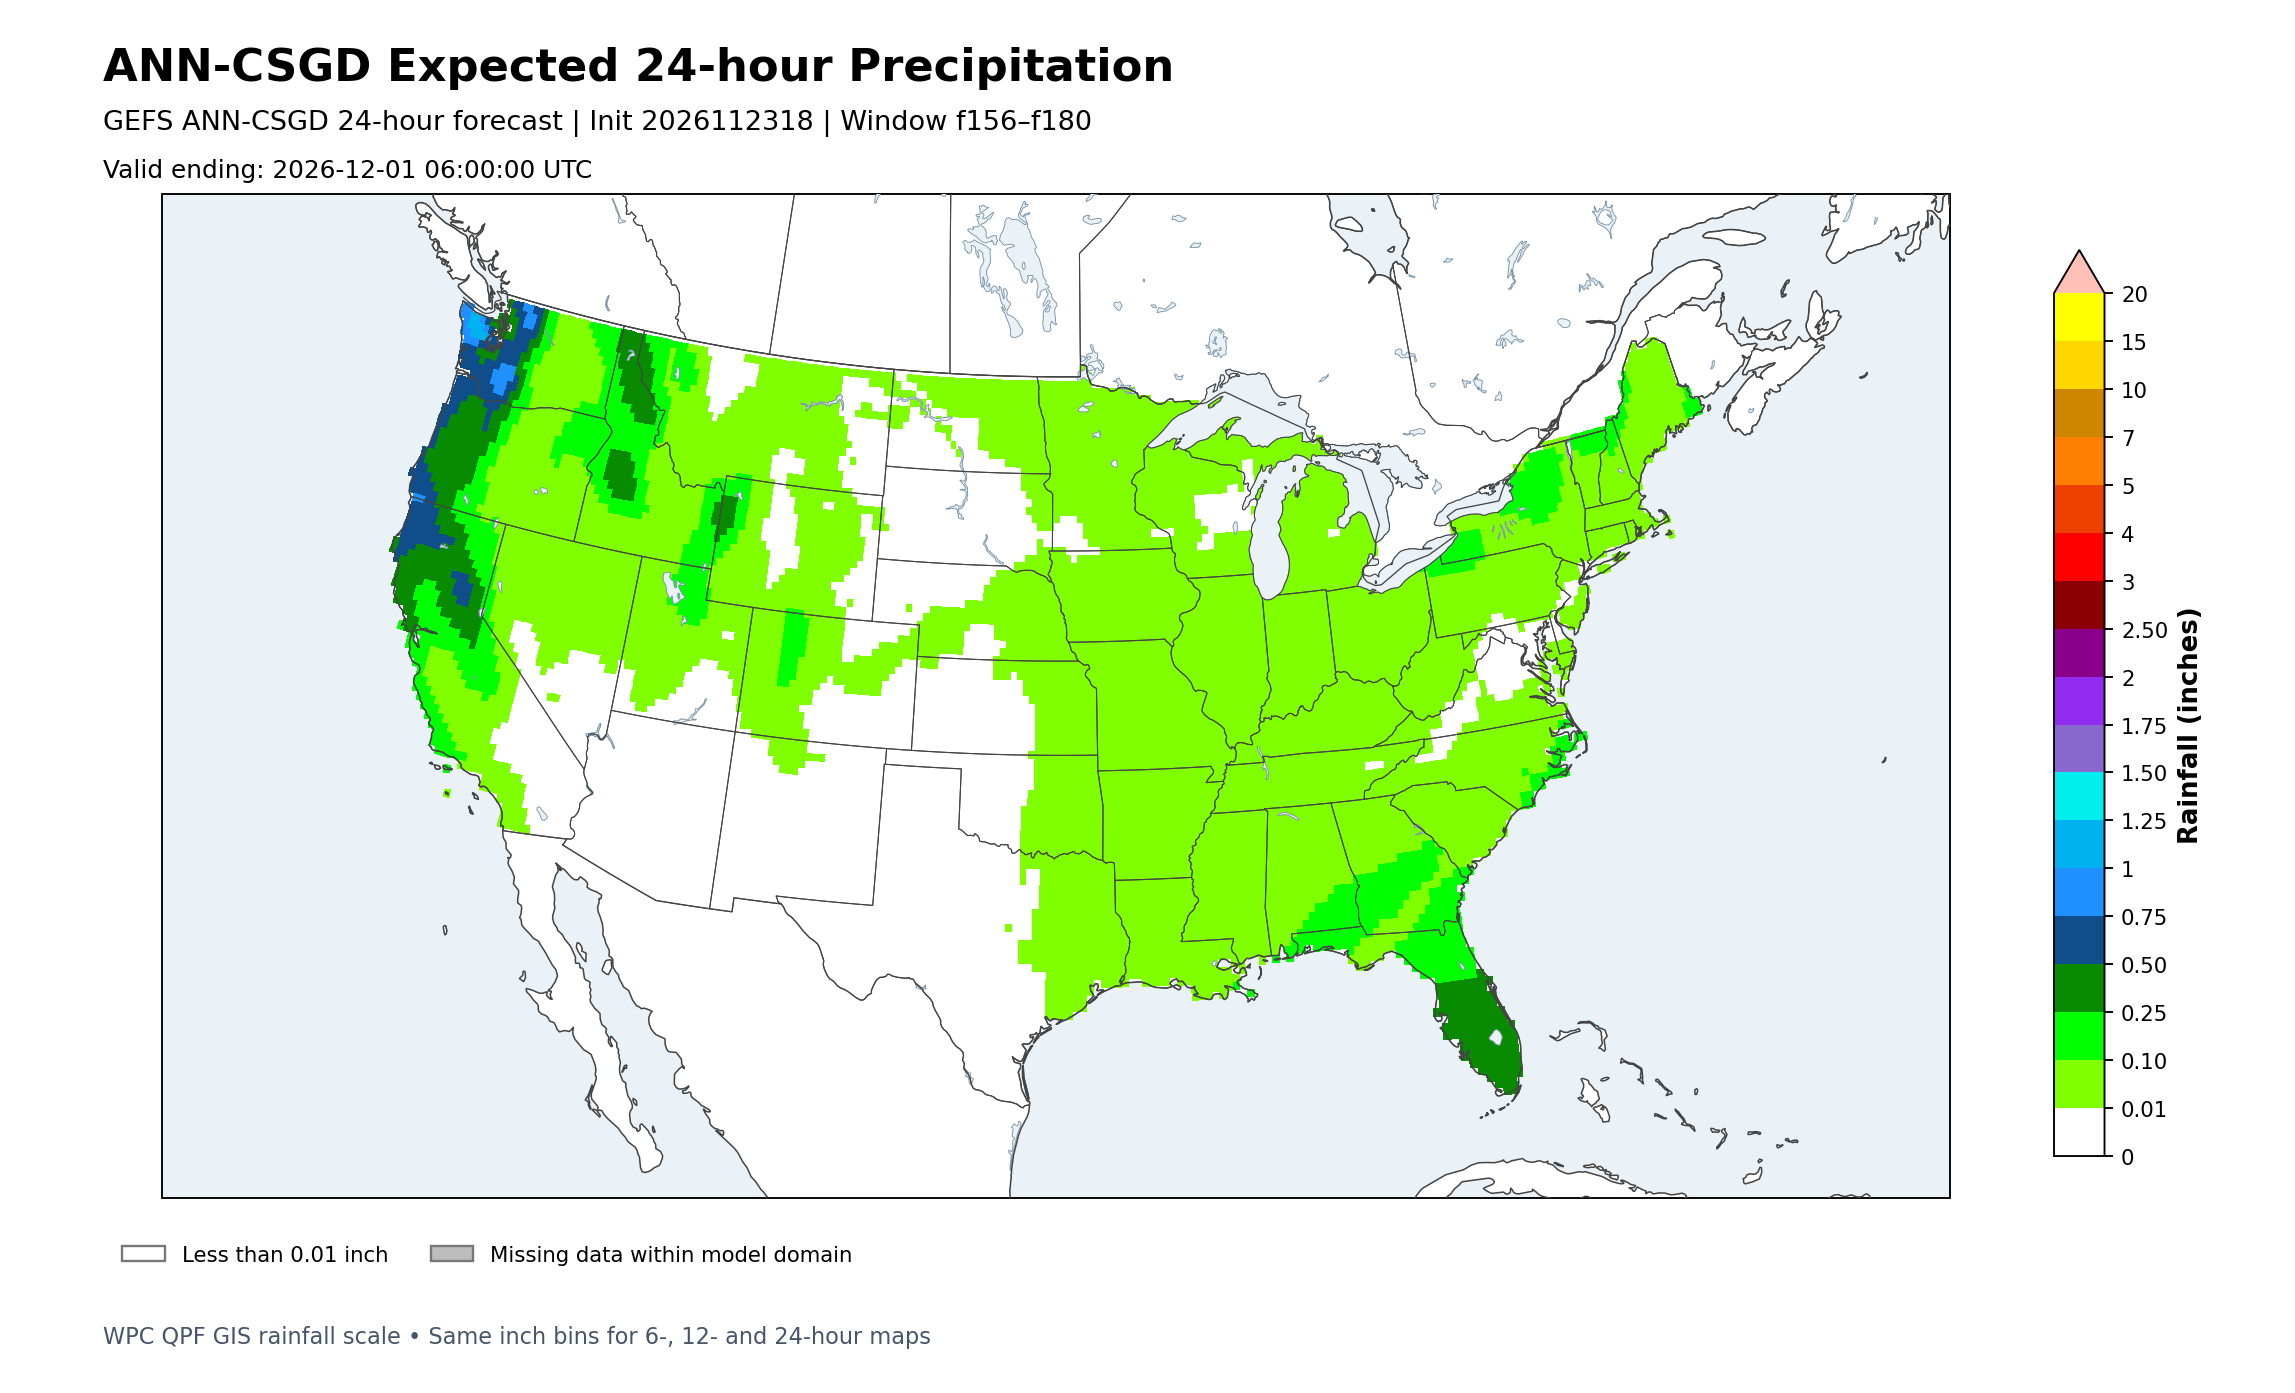 ANN-CSGD Expected 24-hour Precipitation
GEFS ANN-CSGD 24-hour forecast | Init 2026112318 | Window f156–f180
Valid ending: 2026-12-01 06:00:00 UTC
20
15
10
7
5
4
3
2.50
2
1.75
1.50
1.25
1
0.75
0.50
0.25
0.10
0.01
0
Rainfall (inches)
Less than 0.01 inch
Missing data within model domain
WPC QPF GIS rainfall scale • Same inch bins for 6-, 12- and 24-hour maps